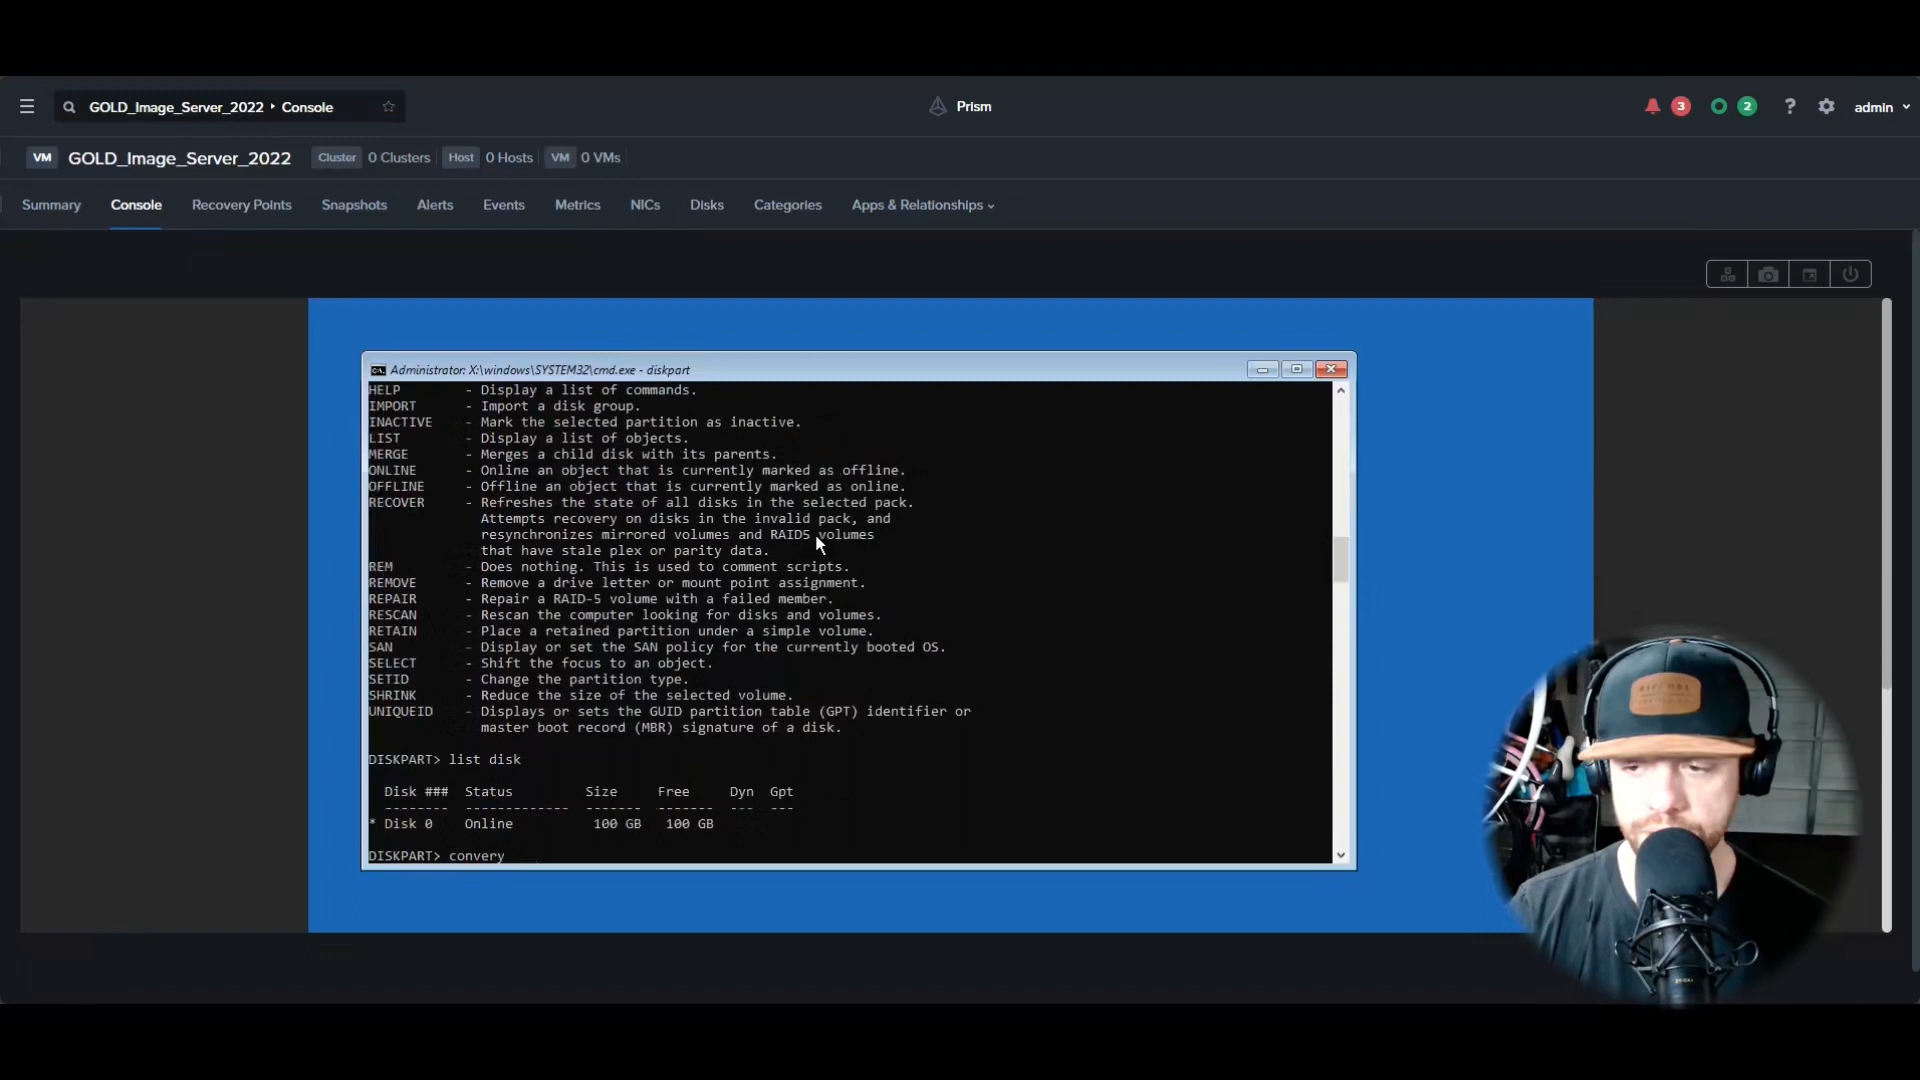 GOLD_Image_Server_2022 ▸ Console
Prism
3
2
?
admin
VM GOLD_Image_Server_2022 Cluster 0 Clusters Host 0 Hosts VM 0 VMs
Summary Console Recovery Points Snapshots Alerts Events Metrics NICs Disks Categories Apps & Relationships
Administrator: X:\windows\SYSTEM32\cmd.exe - diskpart
HELP - Display a list of commands.
IMPORT - Import a disk group.
INACTIVE - Mark the selected partition as inactive.
LIST - Display a list of objects.
MERGE - Merges a child disk with its parents.
ONLINE - Online an object that is currently marked as offline.
OFFLINE - Offline an object that is currently marked as online.
RECOVER - Refreshes the state of all disks in the selected pack.
Attempts recovery on disks in the invalid pack, and
resynchronizes mirrored volumes and RAID5 volumes
that have stale plex or parity data.
REM - Does nothing. This is used to comment scripts.
REMOVE - Remove a drive letter or mount point assignment.
REPAIR - Repair a RAID-5 volume with a failed member.
RESCAN - Rescan the computer looking for disks and volumes.
RETAIN - Place a retained partition under a simple volume.
SAN - Display or set the SAN policy for the currently booted OS.
SELECT - Shift the focus to an object.
SETID - Change the partition type.
SHRINK - Reduce the size of the selected volume.
UNIQUEID - Displays or sets the GUID partition table (GPT) identifier or
master boot record (MBR) signature of a disk.
DISKPART> list disk
Disk ### Status Size Free Dyn Gpt
-------- ------------- ------- ------- --- ---
* Disk 0 Online 100 GB 100 GB
DISKPART> convery